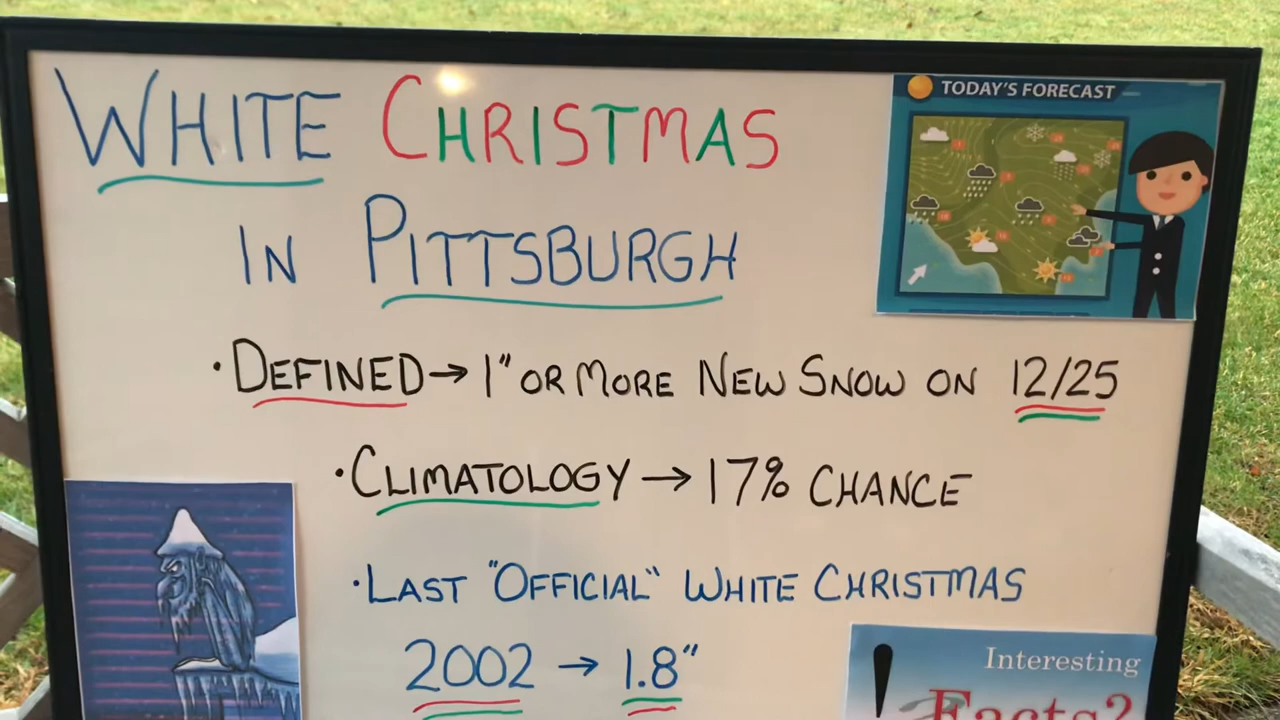 WHITE CHRISTMAS
IN PITTSBURGH
TODAY'S FORECAST
· DEFINED → 1" OR MORE NEW SNOW ON 12/25
· CLIMATOLOGY → 17% CHANCE
· LAST "OFFICIAL" WHITE CHRISTMAS
2002 → 1.8"
Interesting
Facts?